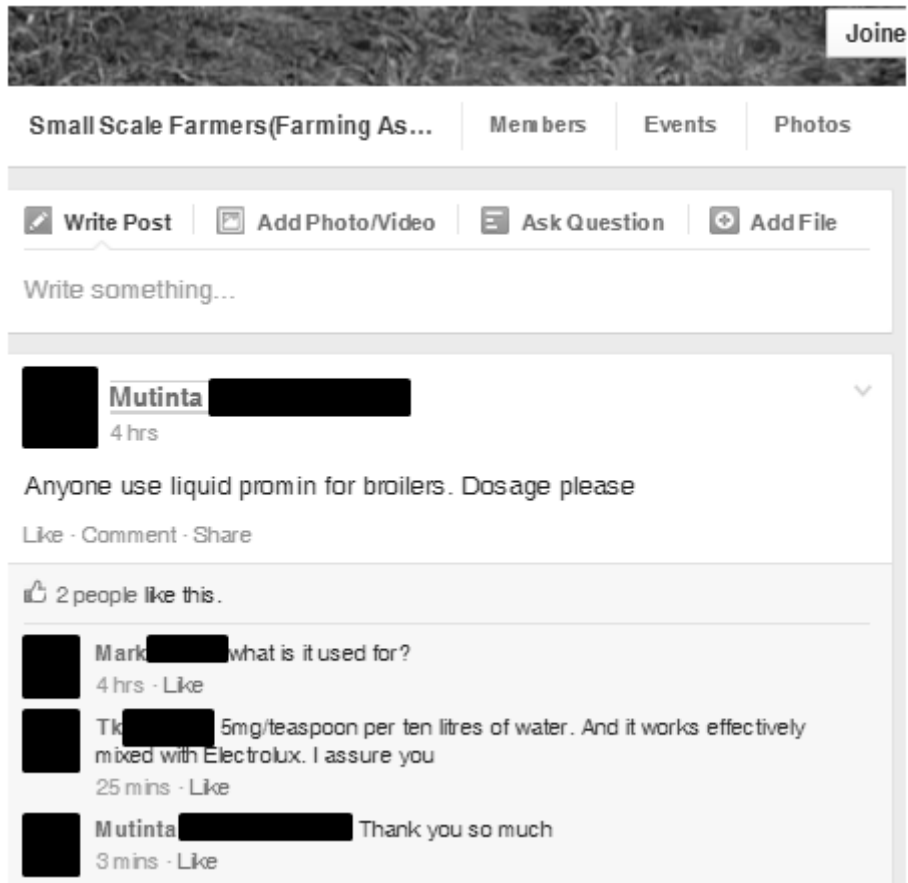 Joine
Small Scale Farmers(Farming As...
Members
Events
Photos
Write Post
Add Photo/Video
Ask Question
Add File
Write something...
Mutinta
4 hrs
Anyone use liquid promin for broilers. Dosage please
Like · Comment · Share
2 people like this.
Mark what is it used for?
4 hrs · Like
Tk 5mg/teaspoon per ten litres of water. And it works effectively
mixed with Electrolux. I assure you
25 mins · Like
Mutinta Thank you so much
3 mins · Like